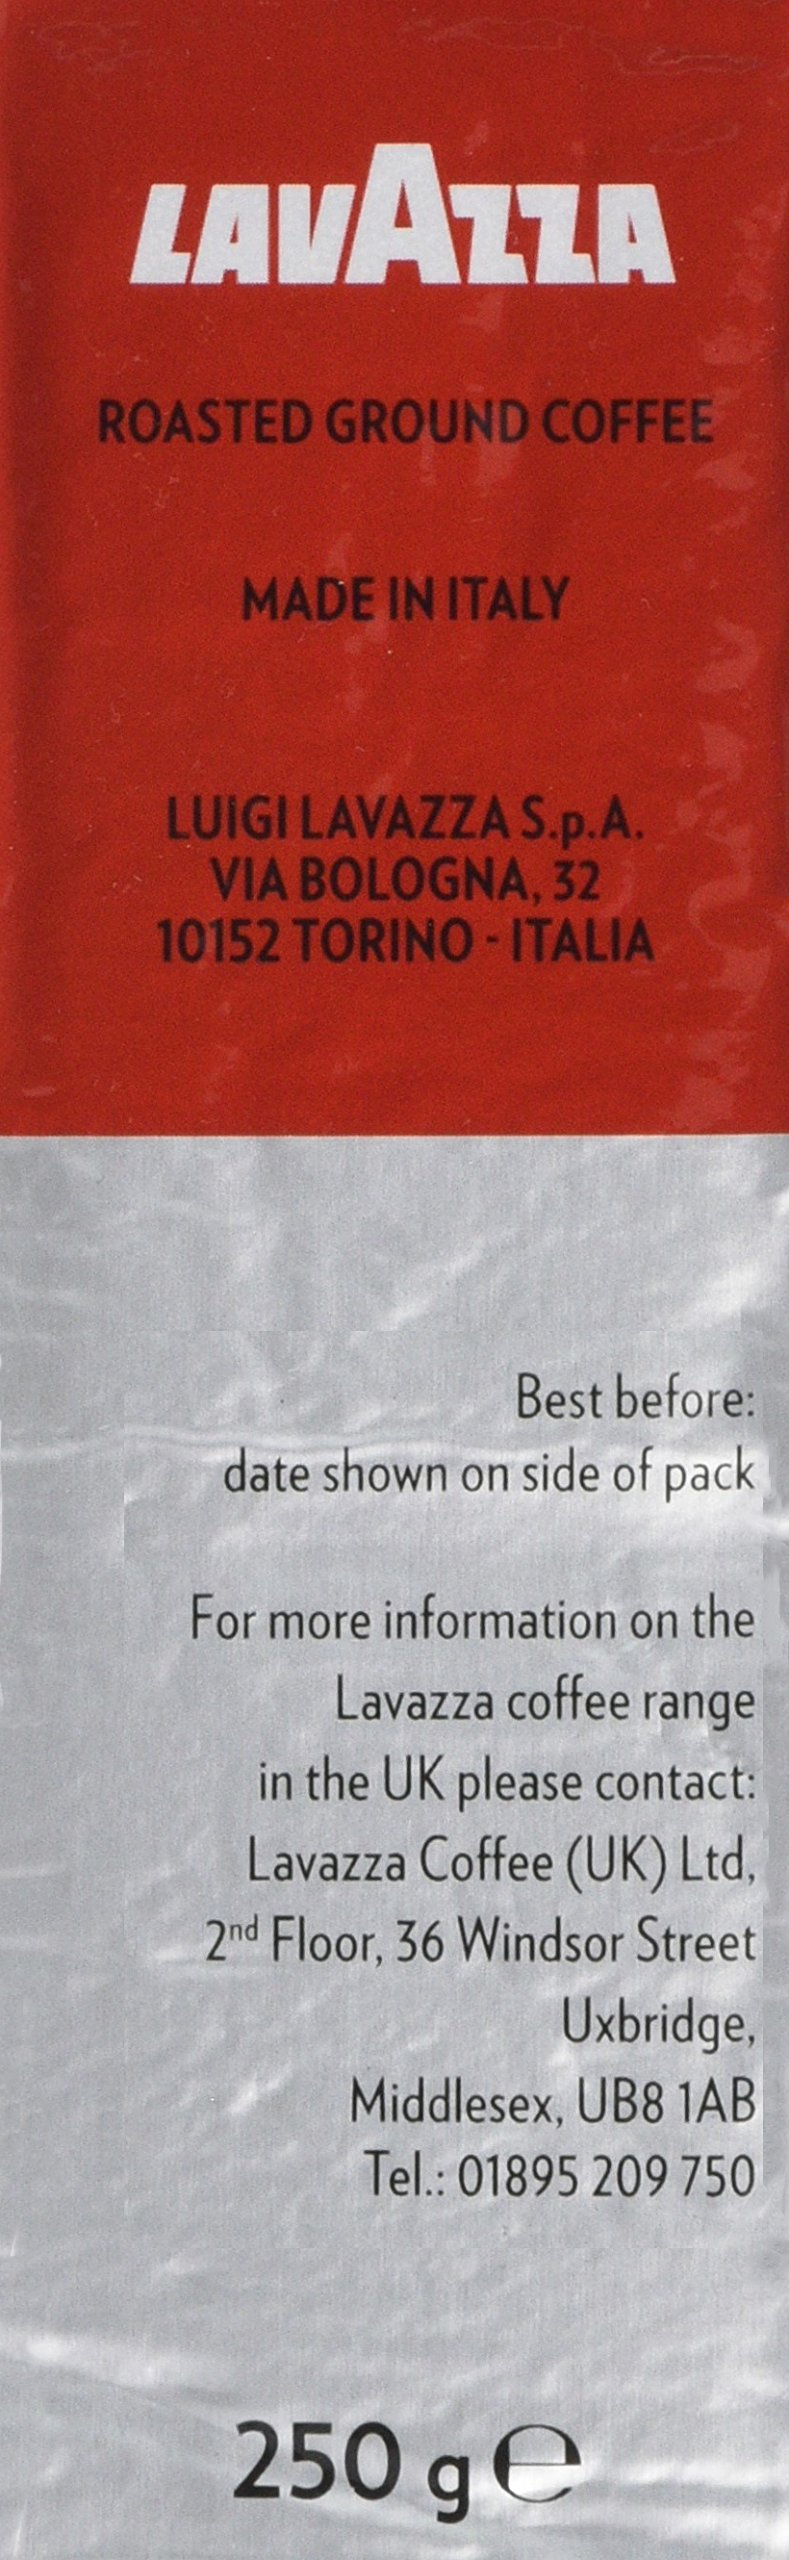 LAVAZZA
ROASTED GROUND COFFEE
MADE IN ITALY
LUIGI LAVAZZA S.p.A.
VIA BOLOGNA, 32
10152 TORINO - ITALIA
Best before:
date shown on side of pack
For more information on the
Lavazza coffee range
in the UK please contact:
Lavazza Coffee (UK) Ltd,
2nd Floor, 36 Windsor Street
Uxbridge,
Middlesex, UB8 1AB
Tel.: 01895 209 750
250 g ℮